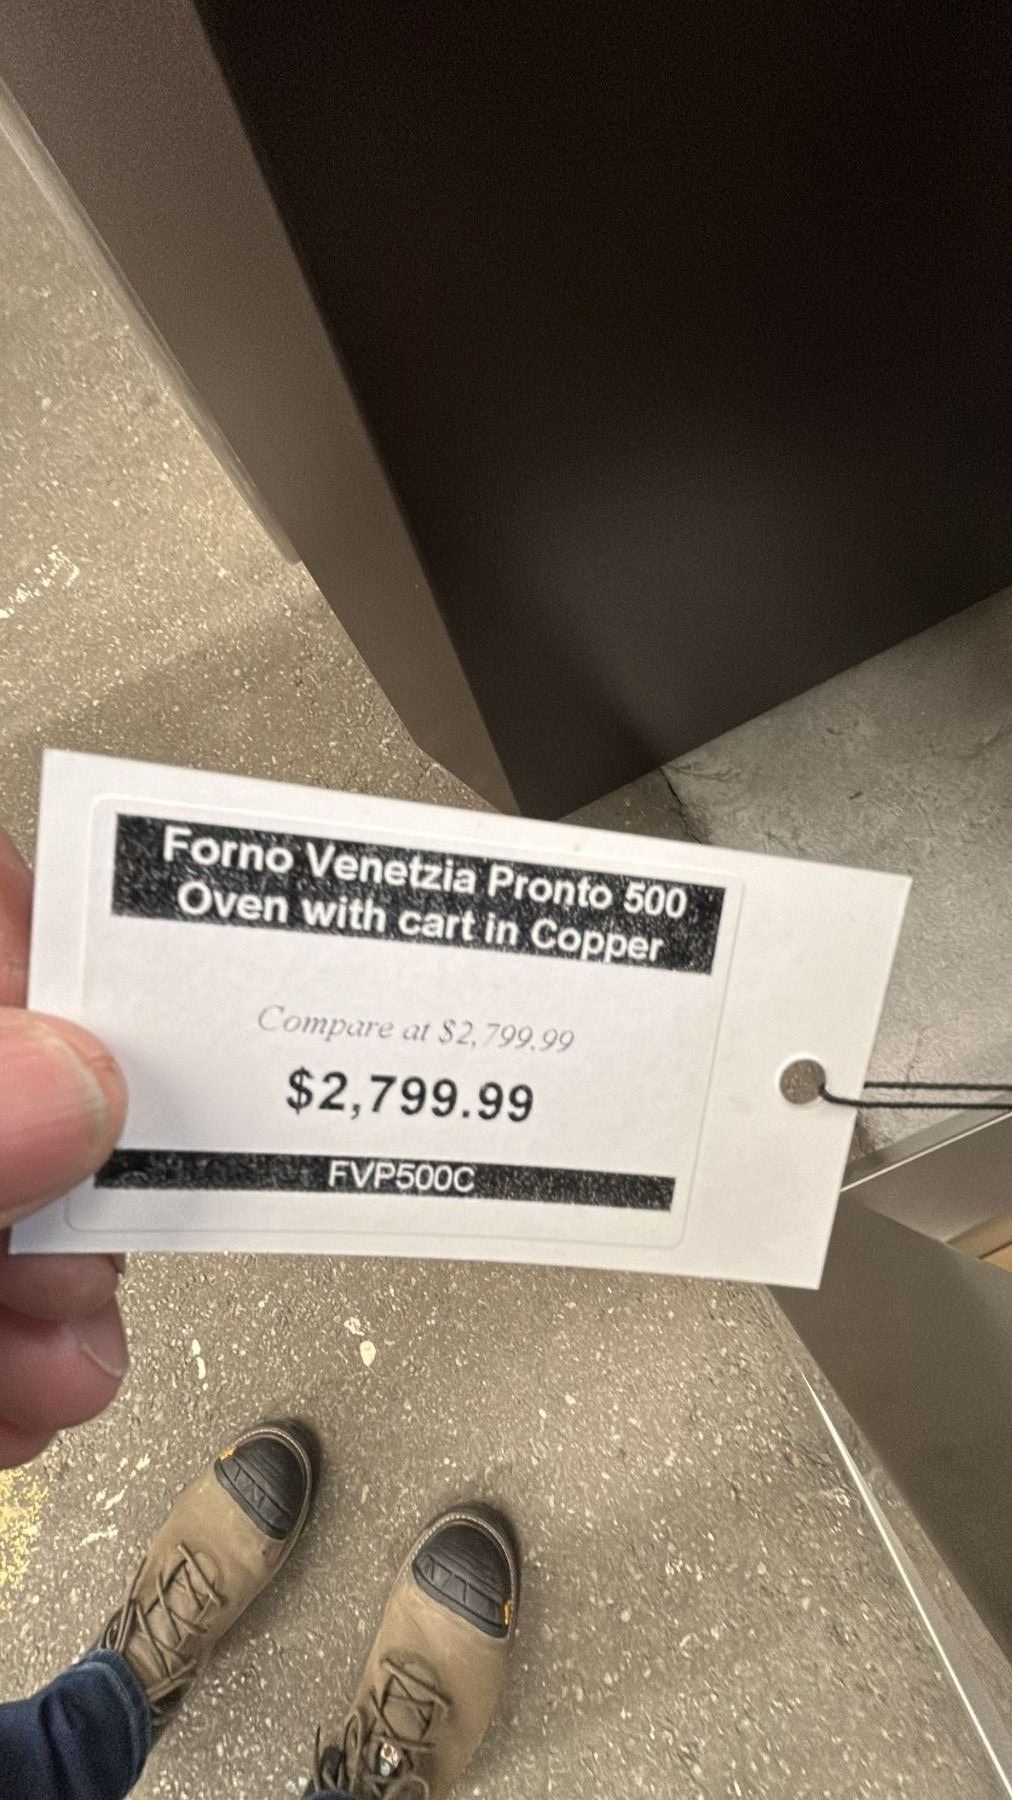 Forno Venetzia Pronto 500
Oven with cart in Copper
Compare at $2,799.99
$2,799.99
FVP500C